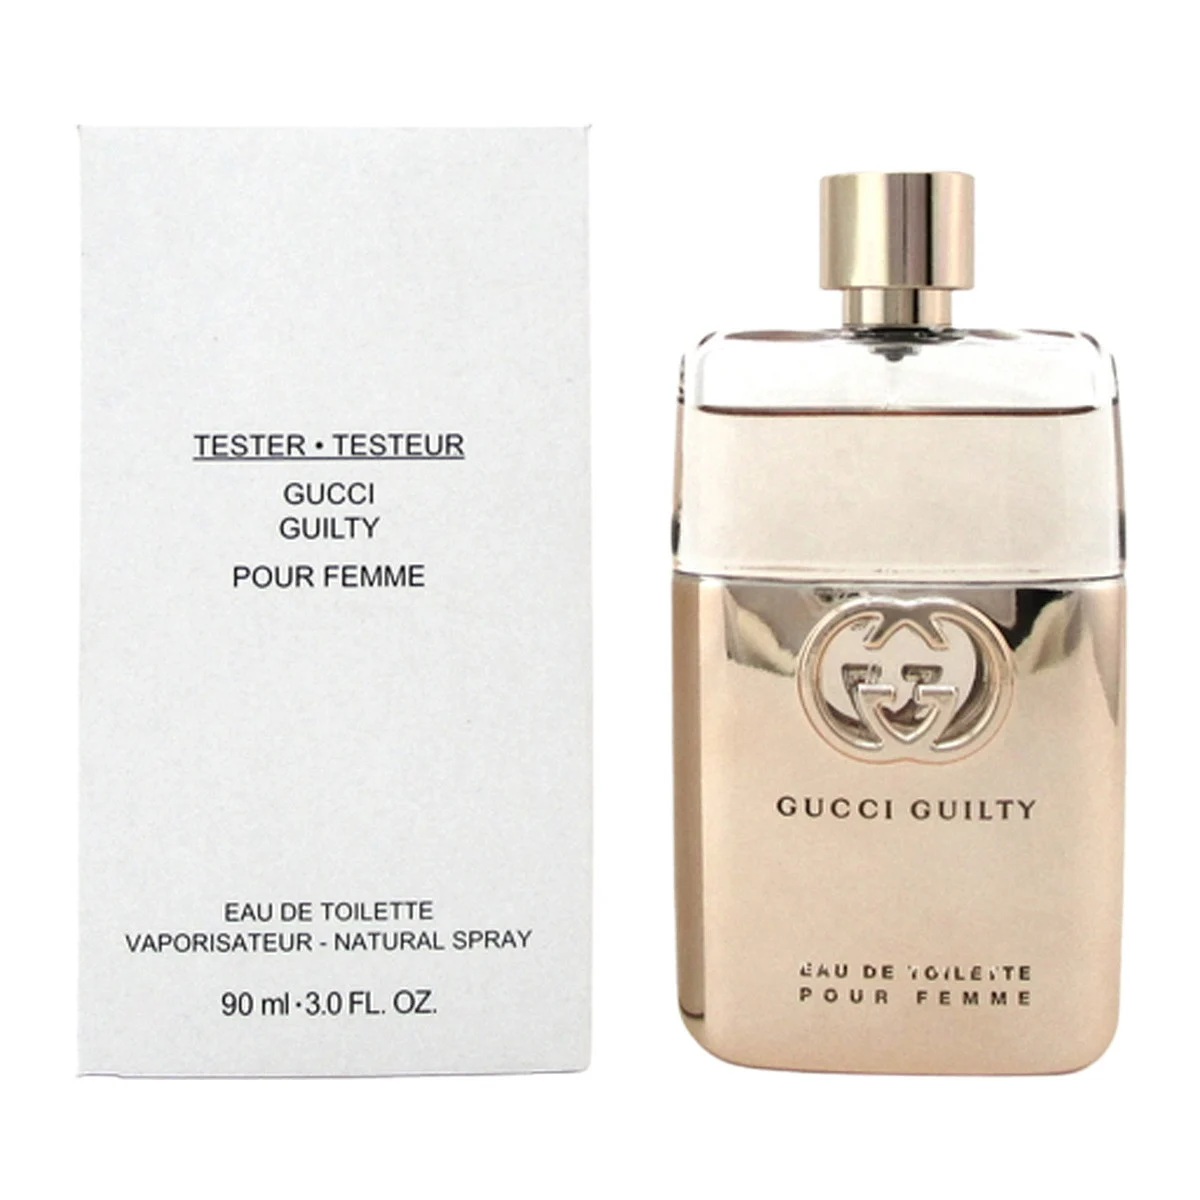 TESTER • TESTEUR
GUCCI
GUILTY
POUR FEMME
EAU DE TOILETTE
VAPORISATEUR - NATURAL SPRAY
90 ml • 3.0 FL. OZ.
GUCCI GUILTY
EAU DE TOILETTE
POUR FEMME